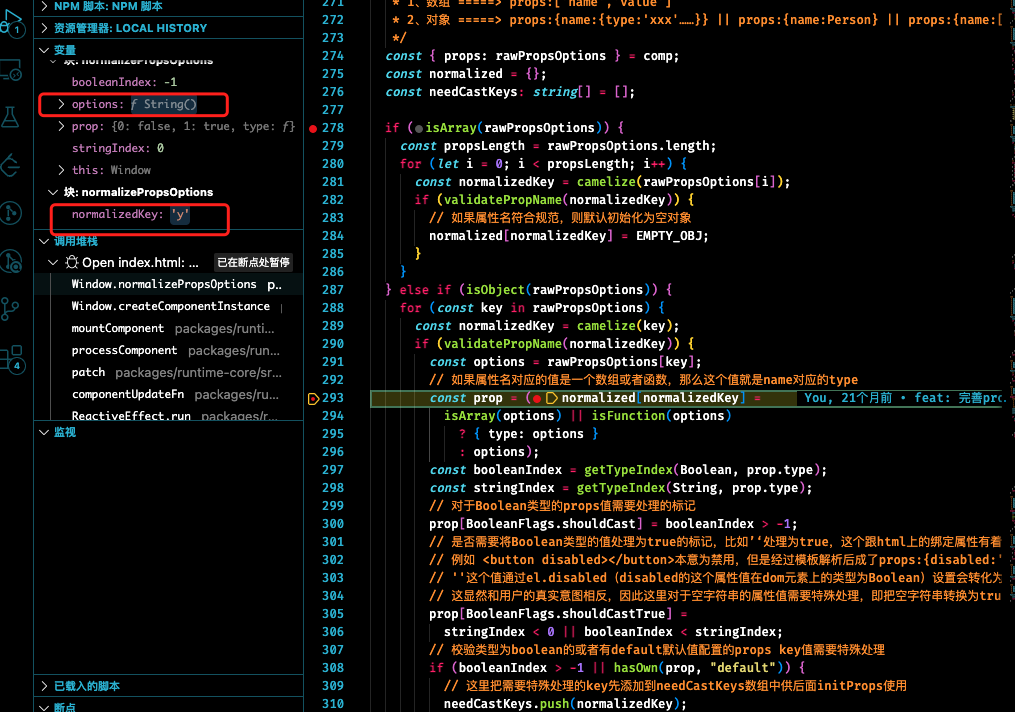 NPM 脚本: NPM 脚本
资源管理器: LOCAL HISTORY
变量
块: normalizePropsOptions
booleanIndex: -1
options: ƒ String()
prop: {0: false, 1: true, type: ƒ}
stringIndex: 0
this: Window
块: normalizePropsOptions
normalizedKey: 'y'
调用堆栈
Open index.html: ... 已在断点处暂停
Window.normalizePropsOptions p..
Window.createComponentInstance
mountComponent packages/runti...
processComponent packages/run...
patch packages/runtime-core/sr...
componentUpdateFn packages/ru...
ReactiveEffect.run packages/r...
监视
已载入的脚本
断点
1
4
271 * 1、数组 =====> props:['name','value']
272 * 2、对象 =====> props:{name:{type:'xxx'……}} || props:{name:Person} || props:{name:[
273 */
274 const { props: rawPropsOptions } = comp;
275 const normalized = {};
276 const needCastKeys: string[] = [];
277
278 if (isArray(rawPropsOptions)) {
279 const propsLength = rawPropsOptions.length;
280 for (let i = 0; i < propsLength; i++) {
281 const normalizedKey = camelize(rawPropsOptions[i]);
282 if (validatePropName(normalizedKey)) {
283 // 如果属性名符合规范，则默认初始化为空对象
284 normalized[normalizedKey] = EMPTY_OBJ;
285 }
286 }
287 } else if (isObject(rawPropsOptions)) {
288 for (const key in rawPropsOptions) {
289 const normalizedKey = camelize(key);
290 if (validatePropName(normalizedKey)) {
291 const options = rawPropsOptions[key];
292 // 如果属性名对应的值是一个数组或者函数，那么这个值就是name对应的type
293 const prop = (normalized[normalizedKey] = You, 21个月前 • feat: 完善pro.
294 isArray(options) || isFunction(options)
295 ? { type: options }
296 : options);
297 const booleanIndex = getTypeIndex(Boolean, prop.type);
298 const stringIndex = getTypeIndex(String, prop.type);
299 // 对于Boolean类型的props值需要处理的标记
300 prop[BooleanFlags.shouldCast] = booleanIndex > -1;
301 // 是否需要将Boolean类型的值处理为true的标记，比如’‘处理为true，这个跟html上的绑定属性有着
302 // 例如 <button disabled></button>本意为禁用，但是经过模板解析后成了props:{disabled:'
303 // ''这个值通过el.disabled（disabled的这个属性值在dom元素上的类型为Boolean）设置会转化为
304 // 这显然和用户的真实意图相反，因此这里对于空字符串的属性值需要特殊处理，即把空字符串转换为tru
305 prop[BooleanFlags.shouldCastTrue] =
306 stringIndex < 0 || booleanIndex < stringIndex;
307 // 校验类型为boolean的或者有default默认值配置的props key值需要特殊处理
308 if (booleanIndex > -1 || hasOwn(prop, "default")) {
309 // 这里把需要特殊处理的key先添加到needCastKeys数组中供后面initProps使用
310 needCastKeys.push(normalizedKey);